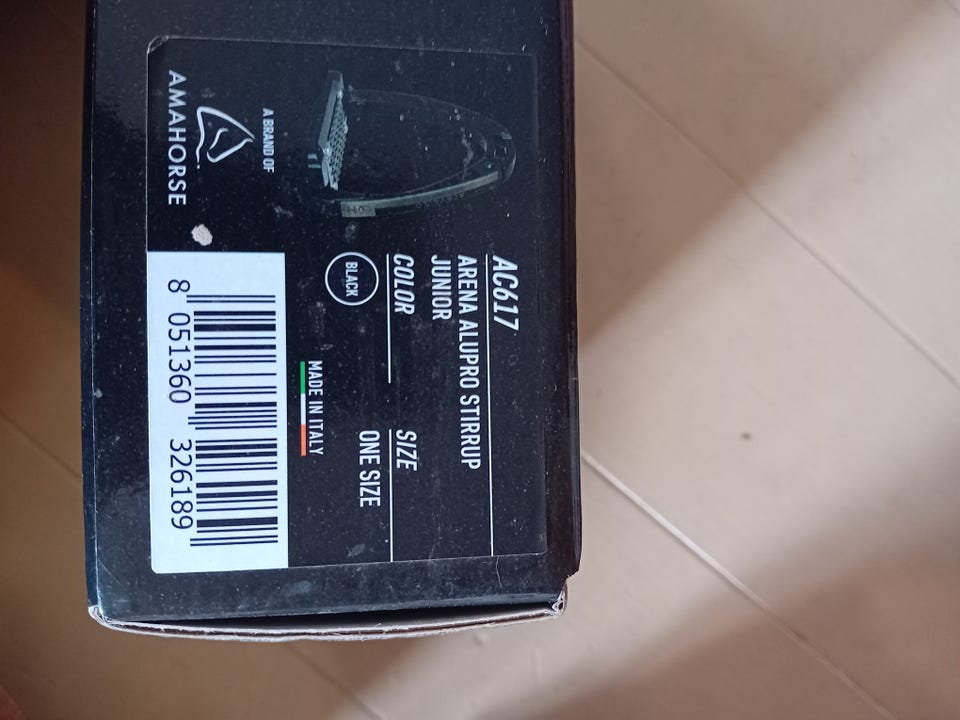 AC617
ARENA ALUPRO STIRRUP
JUNIOR
COLOR
BLACK
SIZE
ONE SIZE
MADE IN ITALY
A BRAND OF
AMAHORSE
8 051360 326189